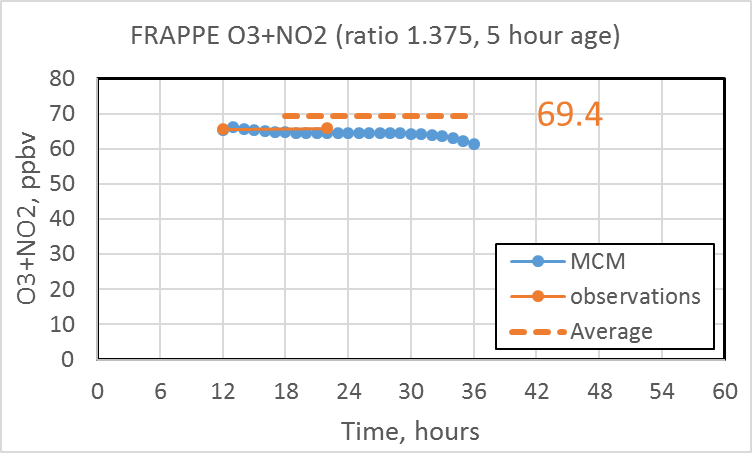 FRAPPE O3+NO2 (ratio 1.375, 5 hour age)
80
70
60
50
40
30
20
10
0
O3+NO2, ppbv
69.4
MCM
observations
Average
0 6 12 18 24 30 36 42 48 54 60
Time, hours